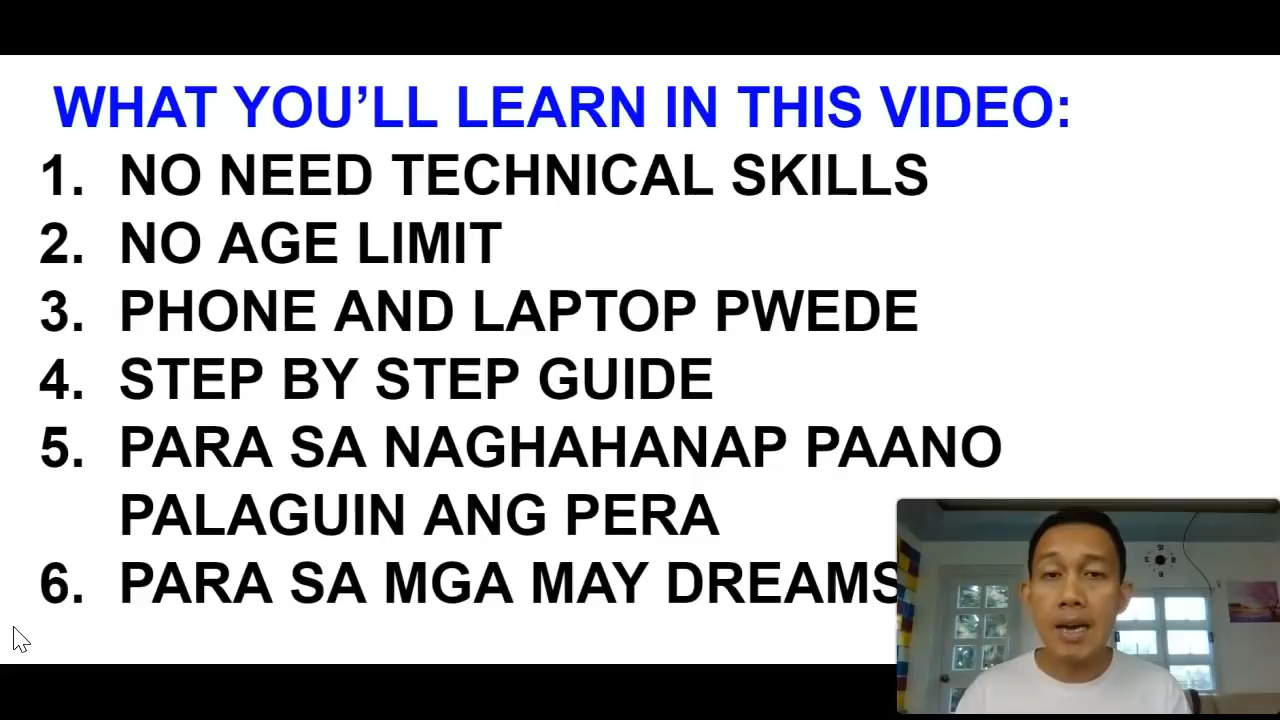 WHAT YOU'LL LEARN IN THIS VIDEO:
1. NO NEED TECHNICAL SKILLS
2. NO AGE LIMIT
3. PHONE AND LAPTOP PWEDE
4. STEP BY STEP GUIDE
5. PARA SA NAGHAHANAP PAANO
PALAGUIN ANG PERA
6. PARA SA MGA MAY DREAMS